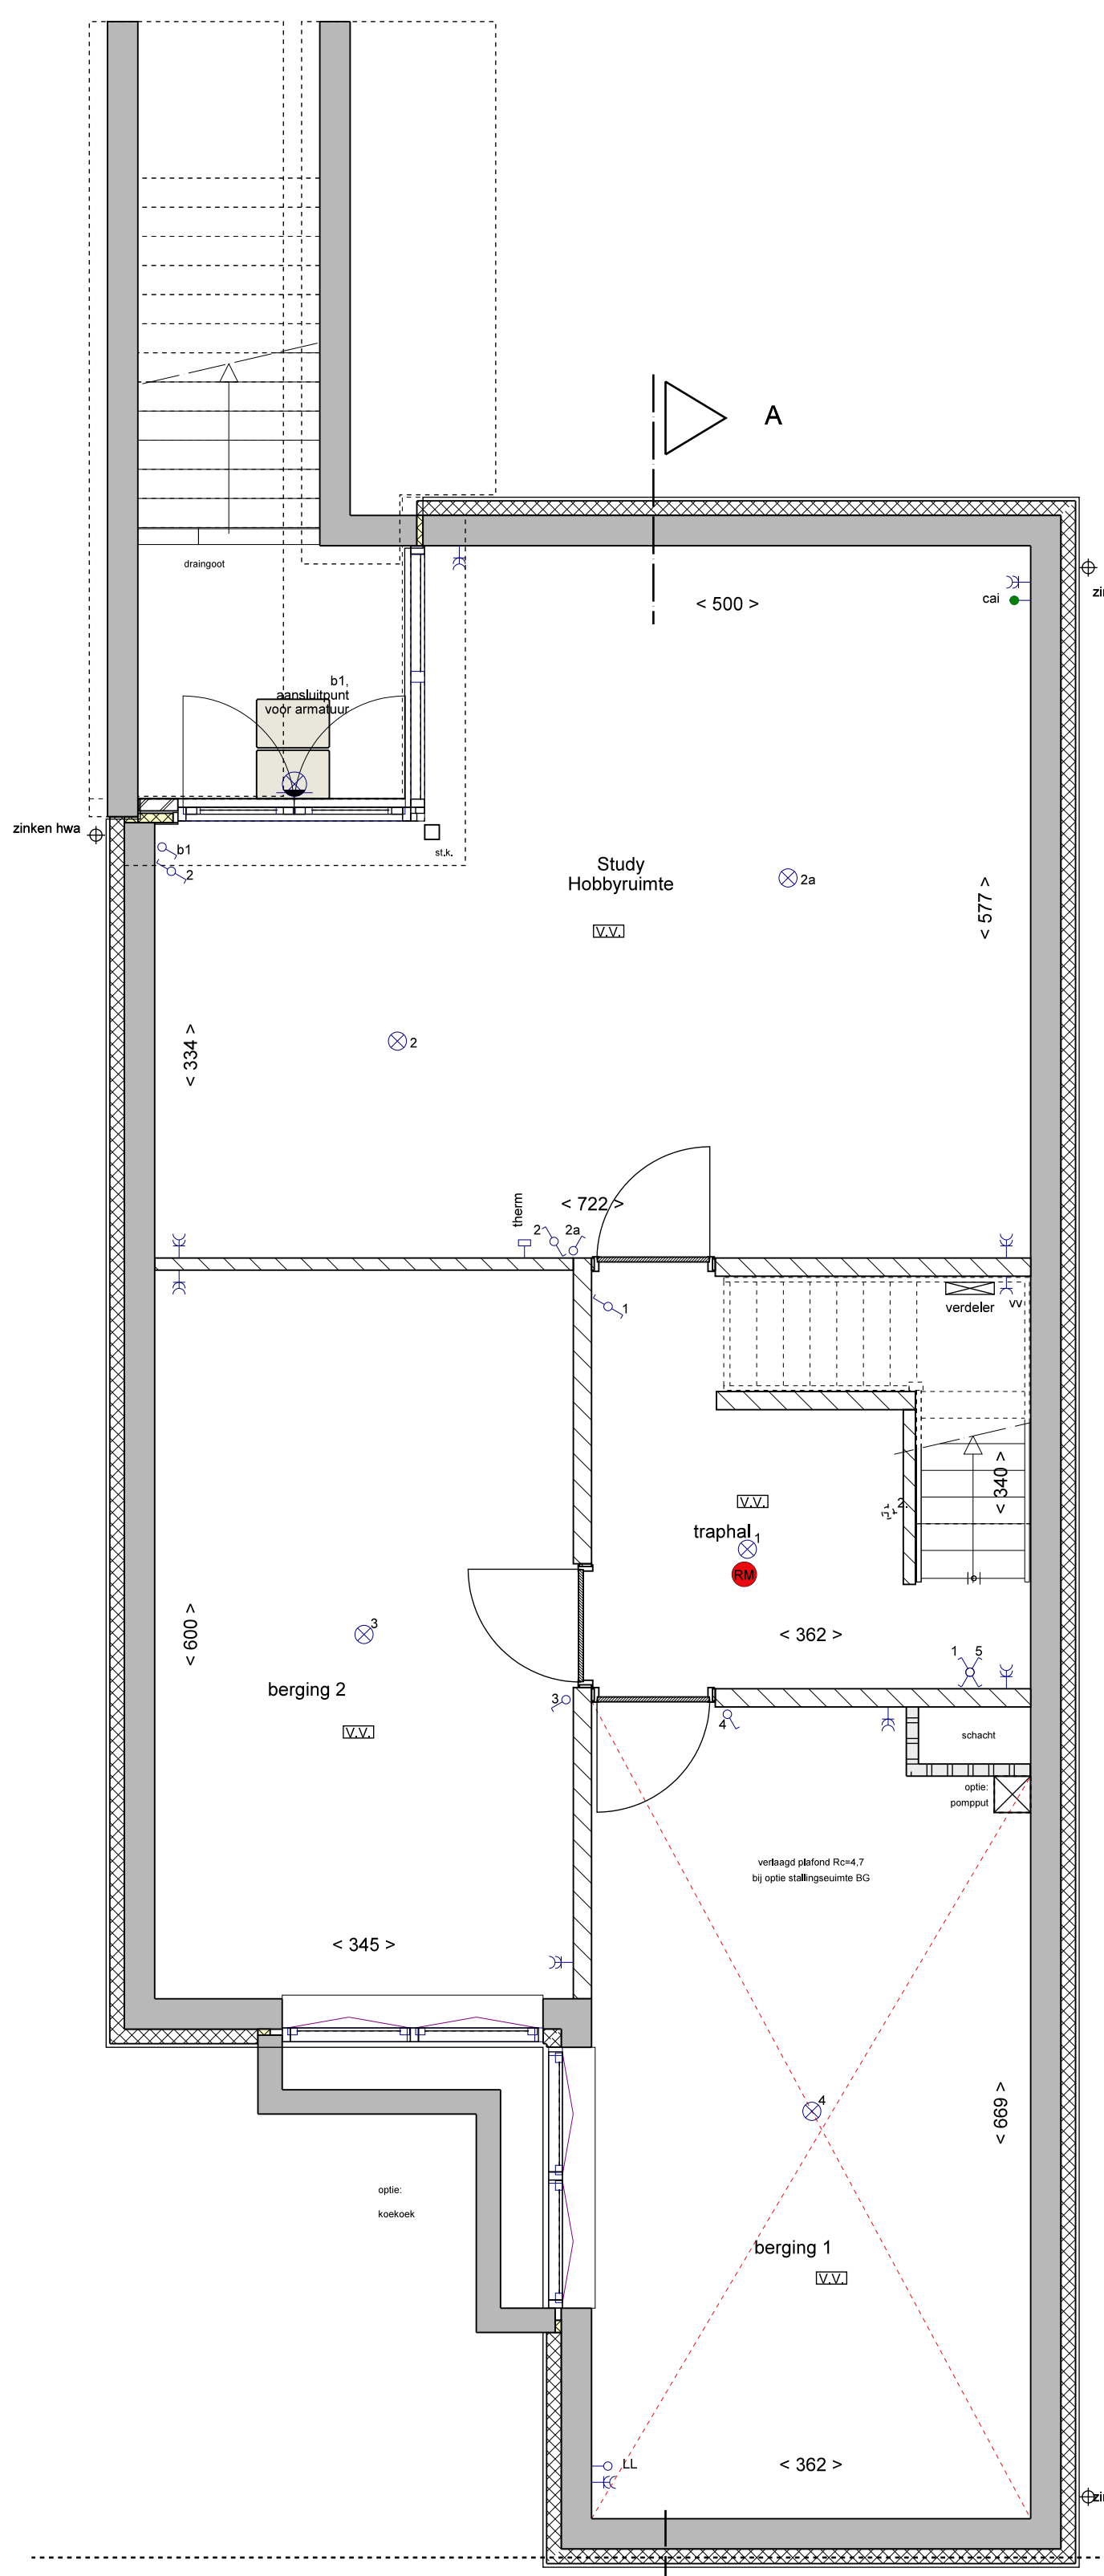 A
draingoot
< 500 >
cai
zin
b1,
aansluitpunt
voor armatuur
zinken hwa
b1
2
st.k.
Study
Hobbyruimte
2a
V.V.
< 577 >
< 334 >
2
therm
< 722 >
2
2a
1
verdeler
vv
< 340 >
2.
V.V.
traphal
1
RM
< 362 >
1
5
< 600 >
3
berging 2
V.V.
3
4
schacht
optie:
pompput
verlaagd plafond Rc=4,7
bij optie stallingseuimte BG
< 345 >
< 669 >
4
optie:
koekoek
berging 1
V.V.
LL
< 362 >
zin